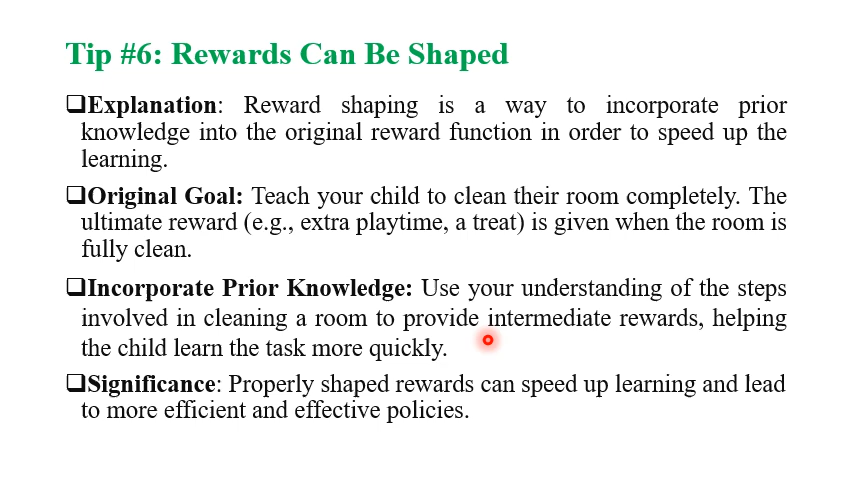 Tip #6: Rewards Can Be Shaped
❑Explanation: Reward shaping is a way to incorporate prior
knowledge into the original reward function in order to speed up the
learning.
❑Original Goal: Teach your child to clean their room completely. The
ultimate reward (e.g., extra playtime, a treat) is given when the room is
fully clean.
❑Incorporate Prior Knowledge: Use your understanding of the steps
involved in cleaning a room to provide intermediate rewards, helping
the child learn the task more quickly.
❑Significance: Properly shaped rewards can speed up learning and lead
to more efficient and effective policies.